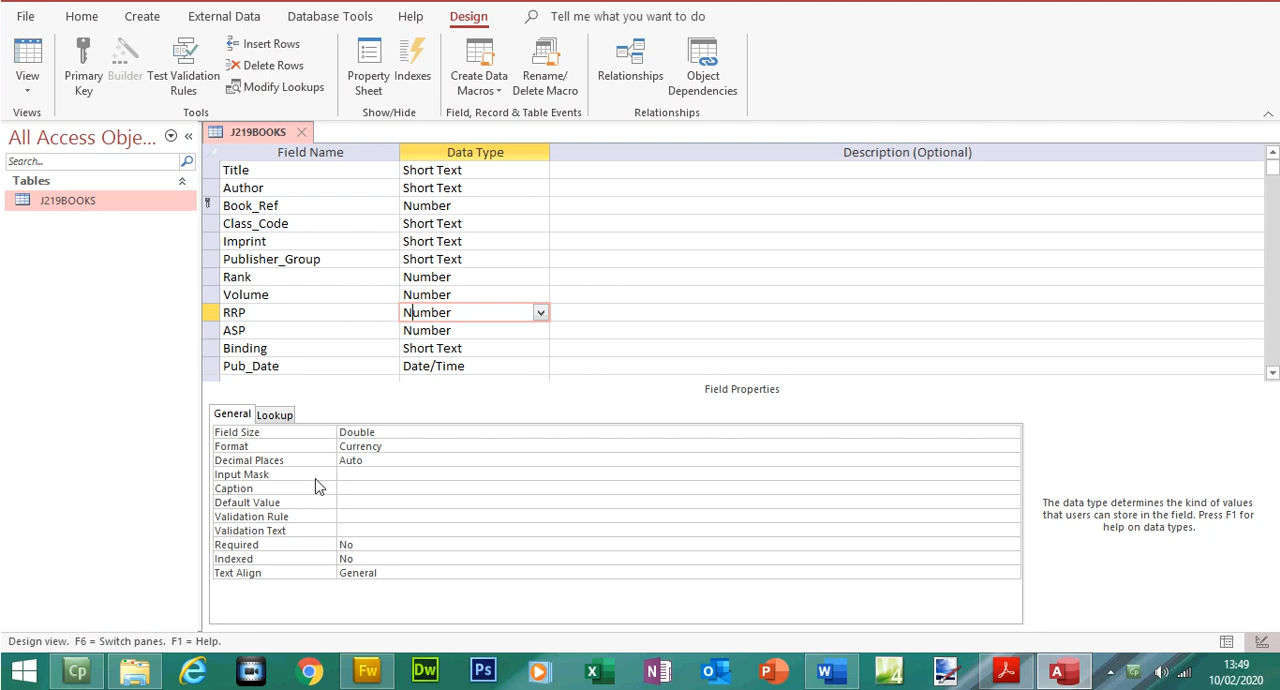 File Home Create External Data Database Tools Help Design Tell me what you want to do
View
Primary Key
Builder
Test Validation Rules
Insert Rows
Delete Rows
Modify Lookups
Property Sheet
Indexes
Create Data Macros
Rename/ Delete Macro
Relationships
Object Dependencies
Views Tools Show/Hide Field, Record & Table Events Relationships
All Access Obje... «
Search...
Tables
J219BOOKS
J219BOOKS
Field Name Data Type Description (Optional)
Title Short Text
Author Short Text
Book_Ref Number
Class_Code Short Text
Imprint Short Text
Publisher_Group Short Text
Rank Number
Volume Number
RRP Number
ASP Number
Binding Short Text
Pub_Date Date/Time
Field Properties
General Lookup
Field Size Double
Format Currency
Decimal Places Auto
Input Mask
Caption
Default Value
Validation Rule
Validation Text
Required No
Indexed No
Text Align General
The data type determines the kind of values
that users can store in the field. Press F1 for
help on data types.
Design view. F6 = Switch panes. F1 = Help.
Cp Fw Dw Ps X N O P W 4 A Cp
13:49
10/02/2020